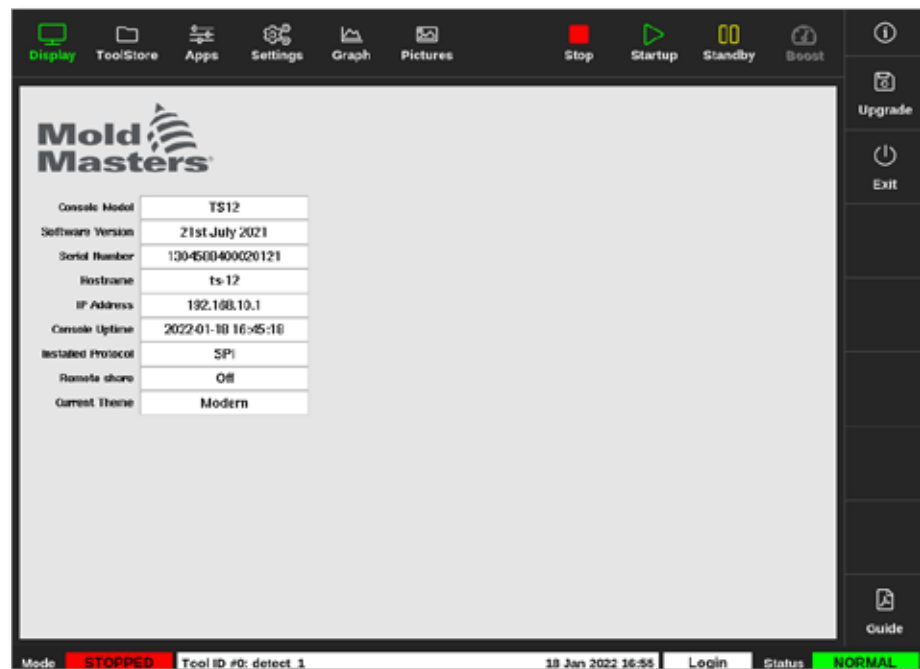 Display ToolStore Apps Settings Graph Pictures Stop Startup Standby Boost
Upgrade
Exit
Mold
Masters
Console Model TS12
Software Version 21st July 2021
Serial Number
Hostname ts-12
IP Address 192.168.10.1
Console Uptime 2022-01-18 16:45:18
Installed Protocol SPI
Remote share Off
Current Theme Modern
Guide
Mode STOPPED Tool ID #0: detect_1 18 Jan 2022 16:55 Login Status NORMAL